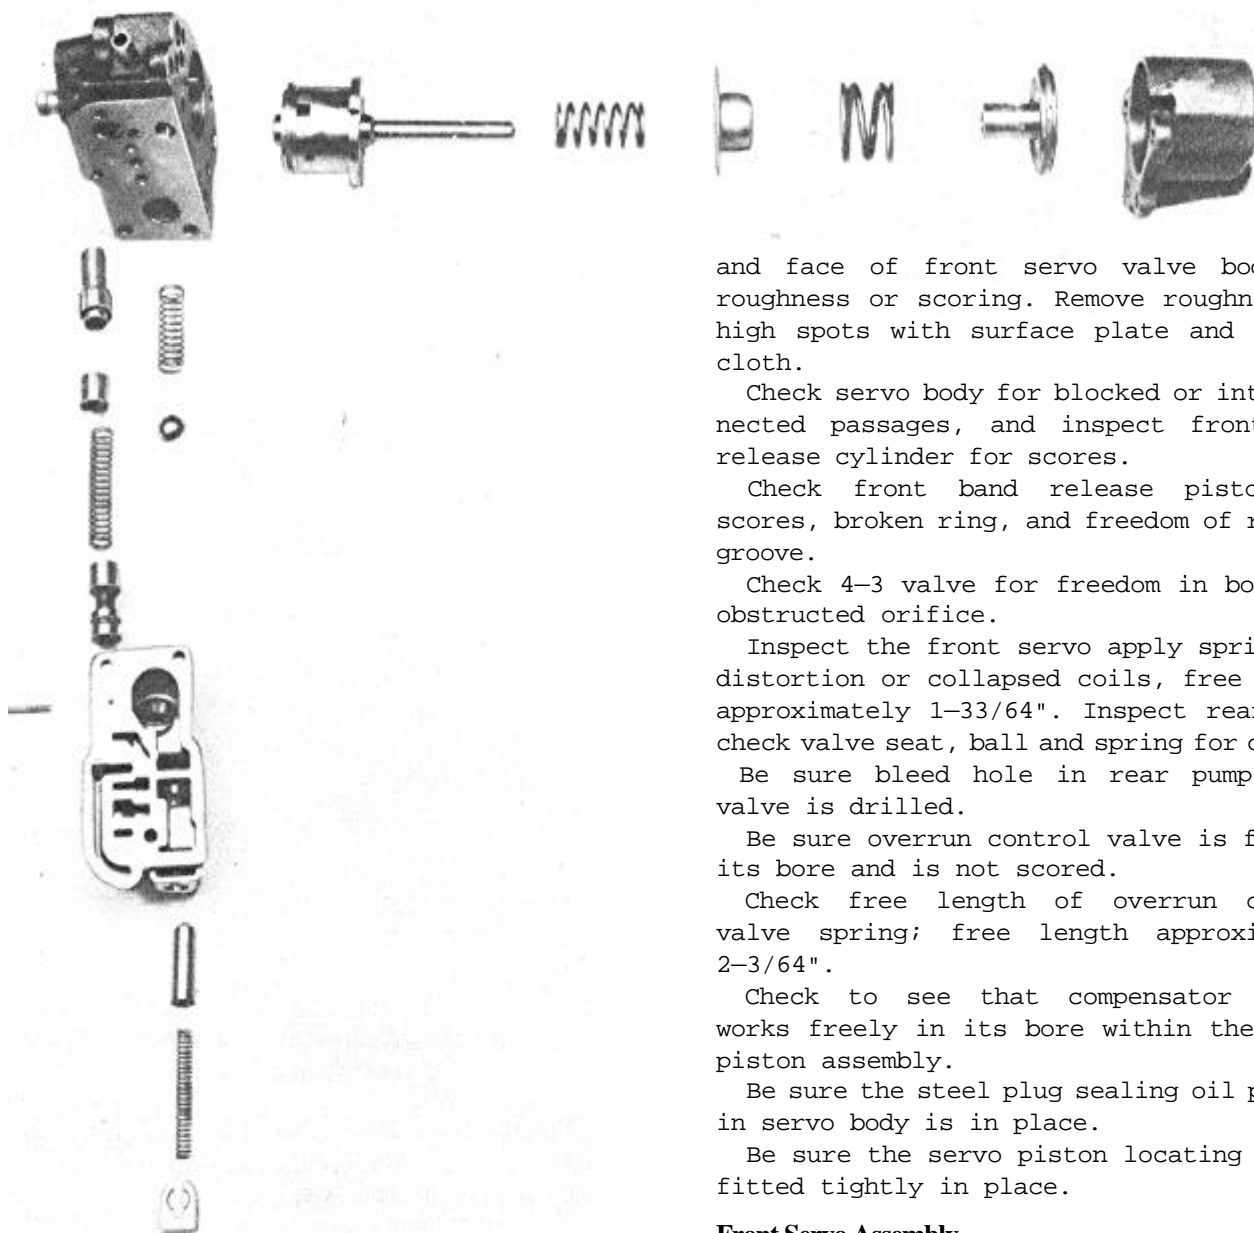 and face of front servo valve bod
roughness or scoring. Remove roughn
high spots with surface plate and
cloth.
Check servo body for blocked or int
nected passages, and inspect front
release cylinder for scores.
Check front band release pisto
scores, broken ring, and freedom of r
groove.
Check 4—3 valve for freedom in bo
obstructed orifice.
Inspect the front servo apply spri
distortion or collapsed coils, free
approximately 1—33/64". Inspect rear
check valve seat, ball and spring for d
Be sure bleed hole in rear pump
valve is drilled.
Be sure overrun control valve is f
its bore and is not scored.
Check free length of overrun c
valve spring; free length approxi
2—3/64".
Check to see that compensator
works freely in its bore within the
piston assembly.
Be sure the steel plug sealing oil p
in servo body is in place.
Be sure the servo piston locating
fitted tightly in place.
Front Servo Assembly